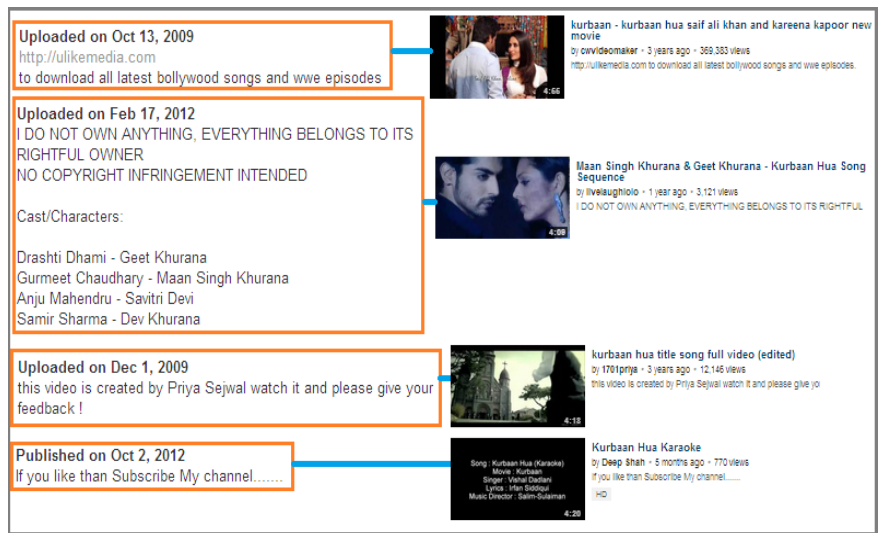 Uploaded on Oct 13, 2009
http://ulikemedia.com
to download all latest bollywood songs and wwe episodes
4:56
kurbaan - kurbaan hua saif ali khan and kareena kapoor new
movie
by cwvideomaker • 3 years ago • 369,383 views
http://ulikemedia.com to download all latest bollywood songs and wwe episodes.
Uploaded on Feb 17, 2012
I DO NOT OWN ANYTHING, EVERYTHING BELONGS TO ITS
RIGHTFUL OWNER
NO COPYRIGHT INFRINGEMENT INTENDED
Cast/Characters:
Drashti Dhami - Geet Khurana
Gurmeet Chaudhary - Maan Singh Khurana
Anju Mahendru - Savitri Devi
Samir Sharma - Dev Khurana
4:09
Maan Singh Khurana & Geet Khurana - Kurbaan Hua Song
Sequence
by livelaughlolo • 1 year ago • 3,121 views
I DO NOT OWN ANYTHING, EVERYTHING BELONGS TO ITS RIGHTFUL
Uploaded on Dec 1, 2009
this video is created by Priya Sejwal watch it and please give your
feedback !
4:13
kurbaan hua title song full video (edited)
by 1701priya • 3 years ago • 12,146 views
this video is created by Priya Sejwal watch it and please give yo
Published on Oct 2, 2012
If you like than Subscribe My channel.......
Song : Kurbaan Hua (Karaoke)
Movie : Kurbaan
Singer : Vishal Dadlani
Lyrics : Irfan Siddiqui
Music Director : Salim-Sulaiman
4:20
Kurbaan Hua Karaoke
by Deep Shah • 5 months ago • 770 views
If you like than Subscribe My channel.......
HD